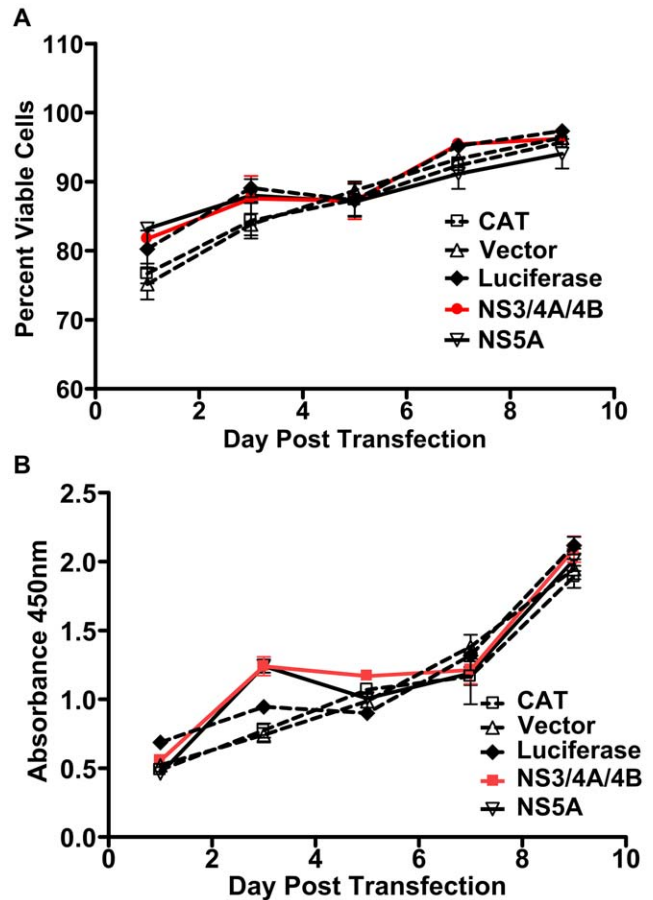 A
110
100
90
80
70
60
Percent Viable Cells
CAT
Vector
Luciferase
NS3/4A/4B
NS5A
0 2 4 6 8 10
Day Post Transfection
B
2.5
2.0
1.5
1.0
0.5
0.0
Absorbance 450nm
CAT
Vector
Luciferase
NS3/4A/4B
NS5A
0 2 4 6 8 10
Day Post Transfection